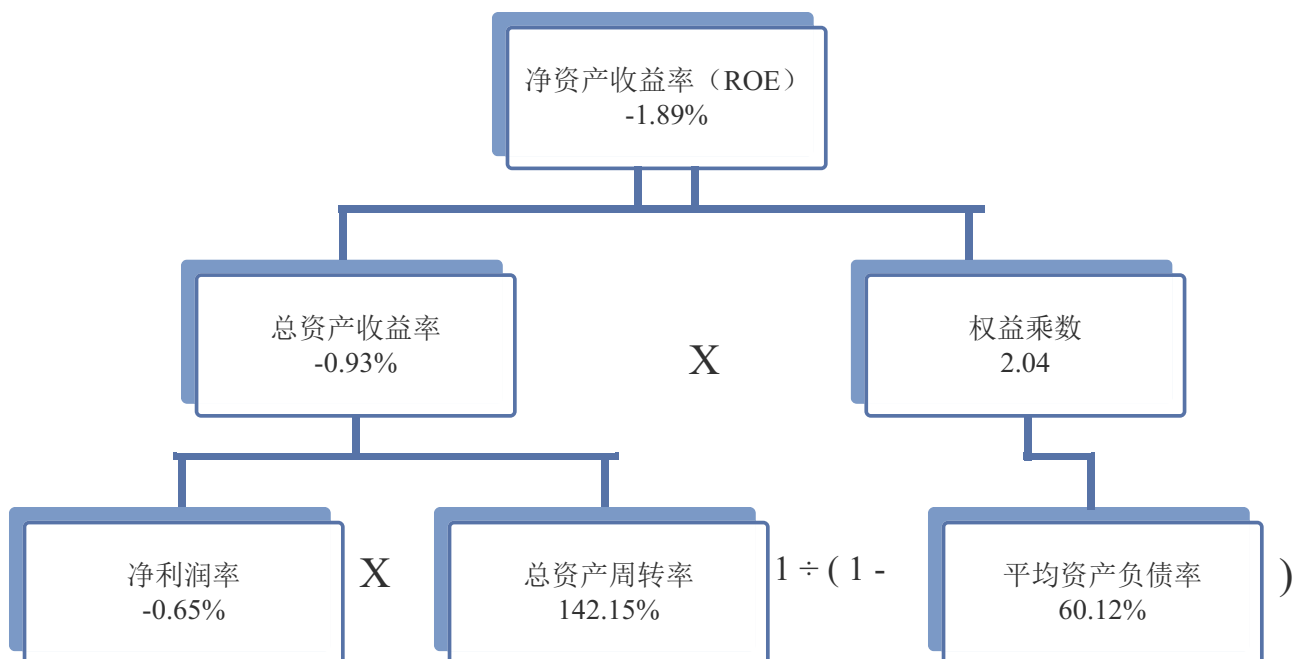 净资产收益率（ROE）
-1.89%
总资产收益率
-0.93%
X
权益乘数
2.04
净利润率
-0.65%
X
总资产周转率
142.15%
1 ÷ ( 1 -
平均资产负债率
60.12%
)